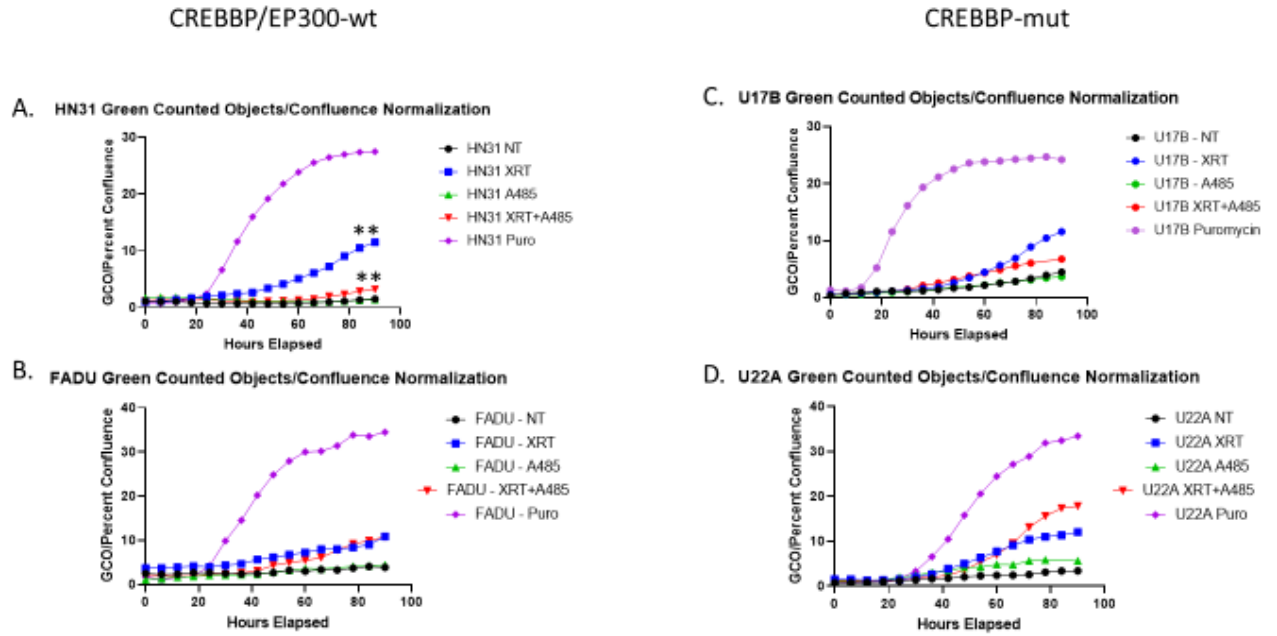 CREBBP/EP300-wt
CREBBP-mut
A. HN31 Green Counted Objects/Confluence Normalization
GCO/Percent Confluence
30
20
10
0
0 20 40 60 80 100
Hours Elapsed
HN31 NT
HN31 XRT
HN31 A485
HN31 XRT+A485
HN31 Puro
**
**
B. FADU Green Counted Objects/Confluence Normalization
GCO/Percent Confluence
40
30
20
10
0
0 20 40 60 80 100
Hours Elapsed
FADU - NT
FADU - XRT
FADU - A485
FADU - XRT+A485
FADU - Puro
C. U17B Green Counted Objects/Confluence Normalization
GCO/Percent Confluence
30
20
10
0
0 20 40 60 80 100
Hours Elapsed
U17B - NT
U17B - XRT
U17B - A485
U17B XRT+A485
U17B Puromycin
D. U22A Green Counted Objects/Confluence Normalization
GCO/Percent Confluence
40
30
20
10
0
0 20 40 60 80 100
Hours Elapsed
U22A NT
U22A XRT
U22A A485
U22A XRT+A485
U22A Puro